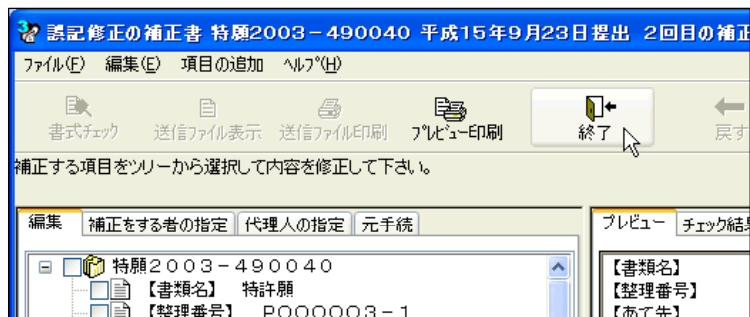 誤記修正の補正書 特願2003－490040 平成15年9月23日提出 2回目の補正
ファイル(F) 編集(E) 項目の追加 ヘルプ(H)
書式チェック 送信ファイル表示 送信ファイル印刷 プレビュー印刷 終了 戻す
補正する項目をツリーから選択して内容を修正して下さい。
編集 補正をする者の指定 代理人の指定 元手続 プレビュー チェック結果
特願２００３－４９００４０ 【書類名】
【書類名】 特許願 【整理番号】
【整理番号】 Ｐ００００３－１ 【あて先】